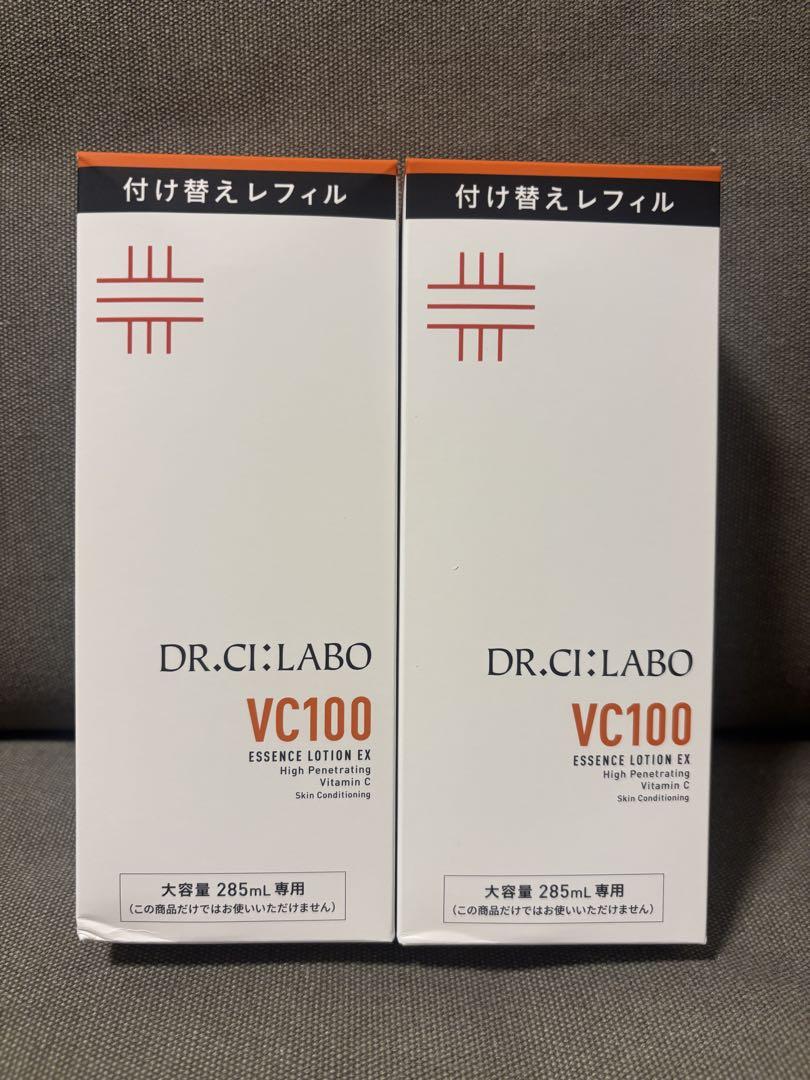 付け替えレフィル
DR.CI:LABO
VC100
ESSENCE LOTION EX
High Penetrating
Vitamin C
Skin Conditioning
大容量 285mL 専用
(この商品だけではお使いいただけません)
付け替えレフィル
DR.CI:LABO
VC100
ESSENCE LOTION EX
High Penetrating
Vitamin C
Skin Conditioning
大容量 285mL 専用
(この商品だけではお使いいただけません)